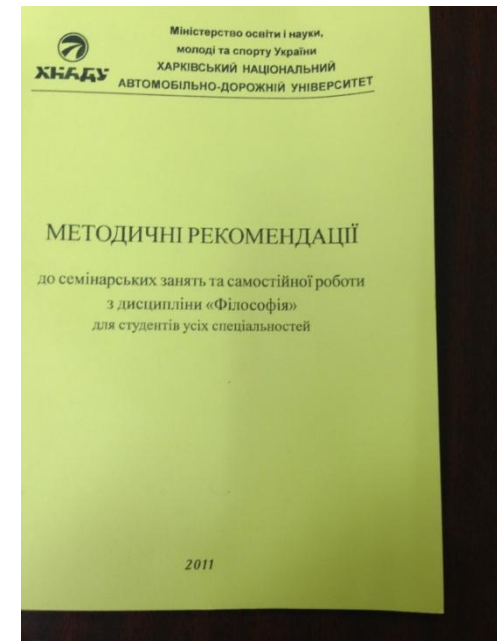 Міністерство освіти і науки,
молоді та спорту України
ХАРКІВСЬКИЙ НАЦІОНАЛЬНИЙ
АВТОМОБІЛЬНО-ДОРОЖНІЙ УНІВЕРСИТЕТ
ХНАДУ
МЕТОДИЧНІ РЕКОМЕНДАЦІЇ
до семінарських занять та самостійної роботи
з дисципліни «Філософія»
для студентів усіх спеціальностей
2011